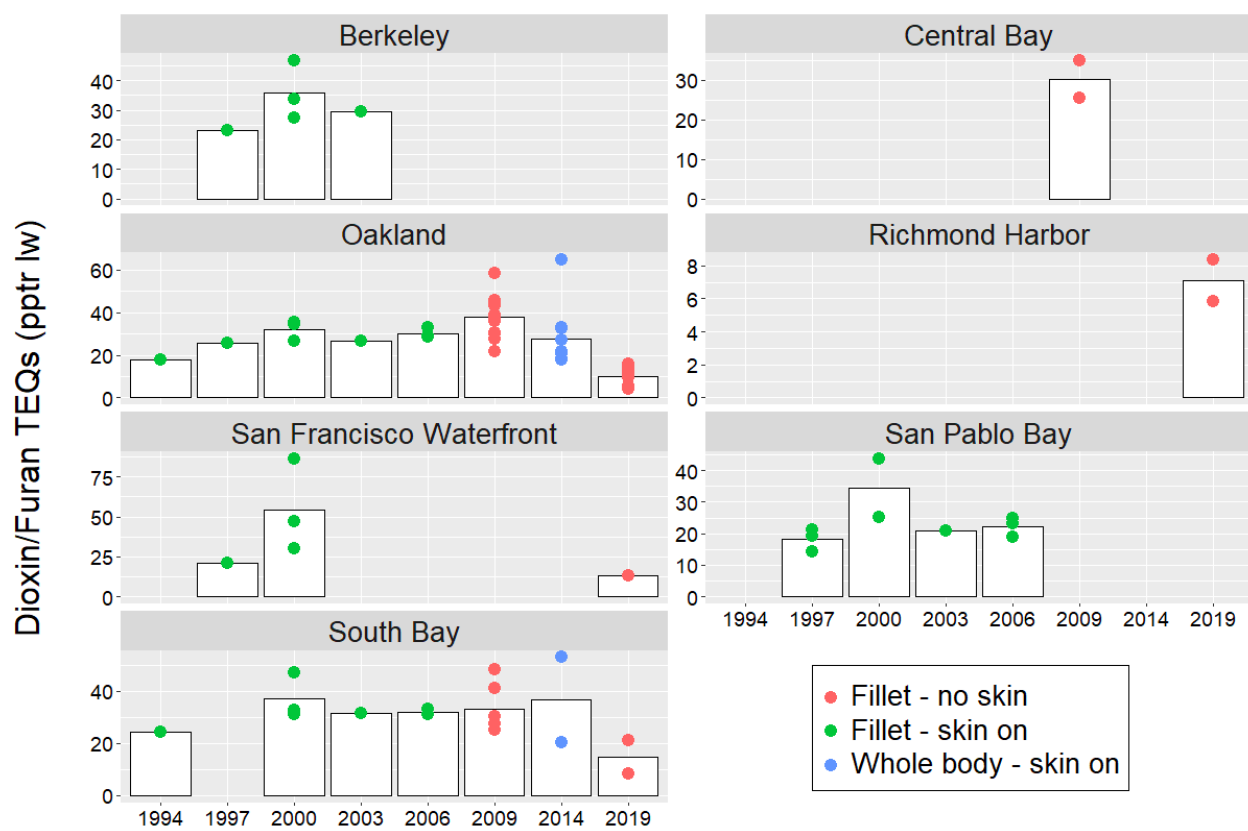 Dioxin/Furan TEQs (pptr lw)
Berkeley
40
30
20
10
0
Central Bay
30
20
10
0
Oakland
60
40
20
0
Richmond Harbor
8
6
4
2
0
San Francisco Waterfront
75
50
25
0
San Pablo Bay
40
30
20
10
0
1994 1997 2000 2003 2006 2009 2014 2019
South Bay
40
20
0
1994 1997 2000 2003 2006 2009 2014 2019
Fillet - no skin
Fillet - skin on
Whole body - skin on